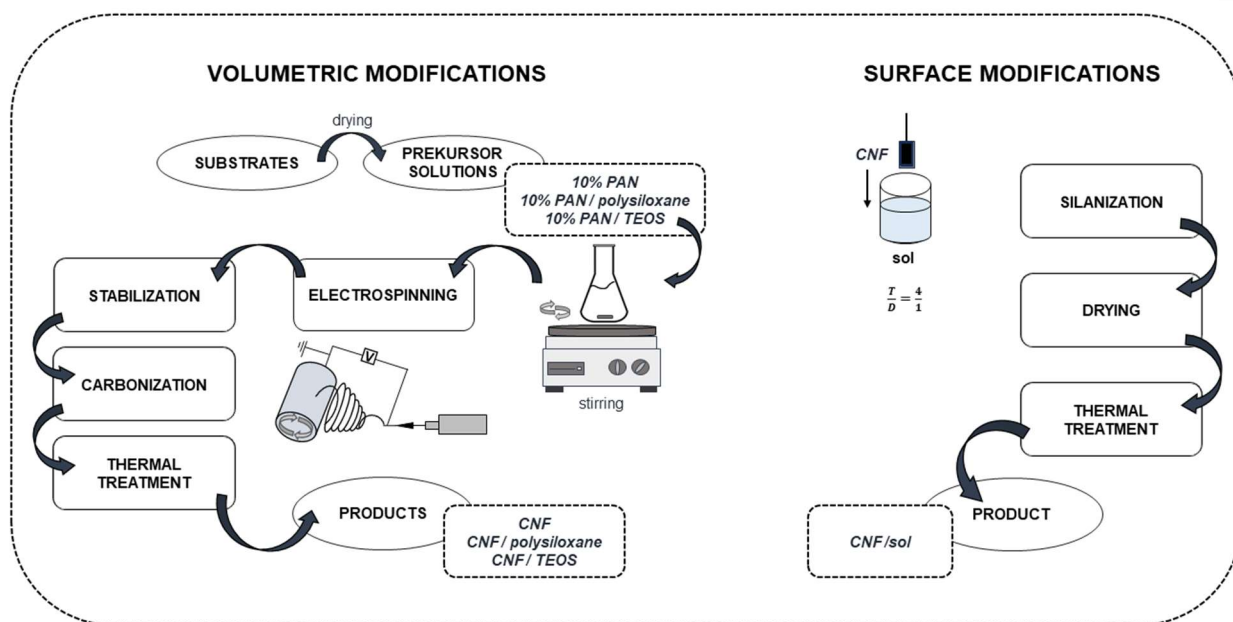 VOLUMETRIC MODIFICATIONS
drying
SUBSTRATES
PREKURSOR
SOLUTIONS
10% PAN
10% PAN / polysiloxane
10% PAN / TEOS
STABILIZATION
ELECTROSPINNING
CARBONIZATION
V
stirring
THERMAL
TREATMENT
PRODUCTS
CNF
CNF / polysiloxane
CNF / TEOS
SURFACE MODIFICATIONS
CNF
sol
T/D = 4/1
SILANIZATION
DRYING
THERMAL
TREATMENT
PRODUCT
CNF/sol